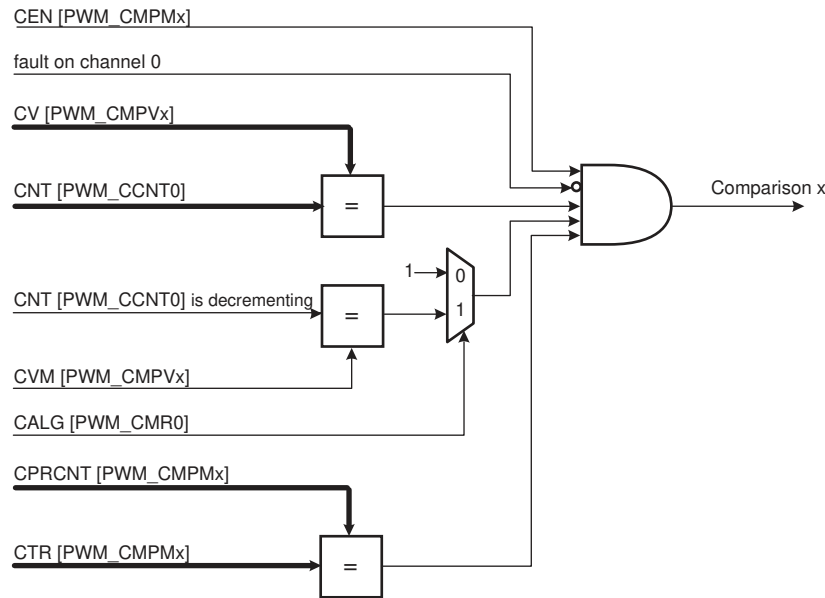 CEN [PWM_CMPMx]
fault on channel 0
CV [PWM_CMPVx]
CNT [PWM_CCNT0]
=
Comparison x
1
0
CNT [PWM_CCNT0] is decrementing
=
1
CVM [PWM_CMPVx]
CALG [PWM_CMR0]
CPRCNT [PWM_CMPMx]
CTR [PWM_CMPMx]
=